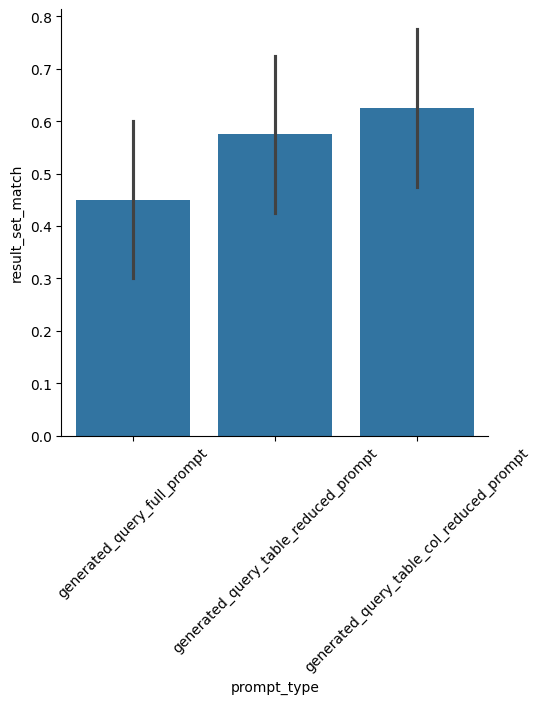 0.8
0.7
0.6
0.5
0.4
0.3
0.2
0.1
0.0
result_set_match
generated_query_full_prompt
generated_query_table_reduced_prompt
generated_query_table_col_reduced_prompt
prompt_type